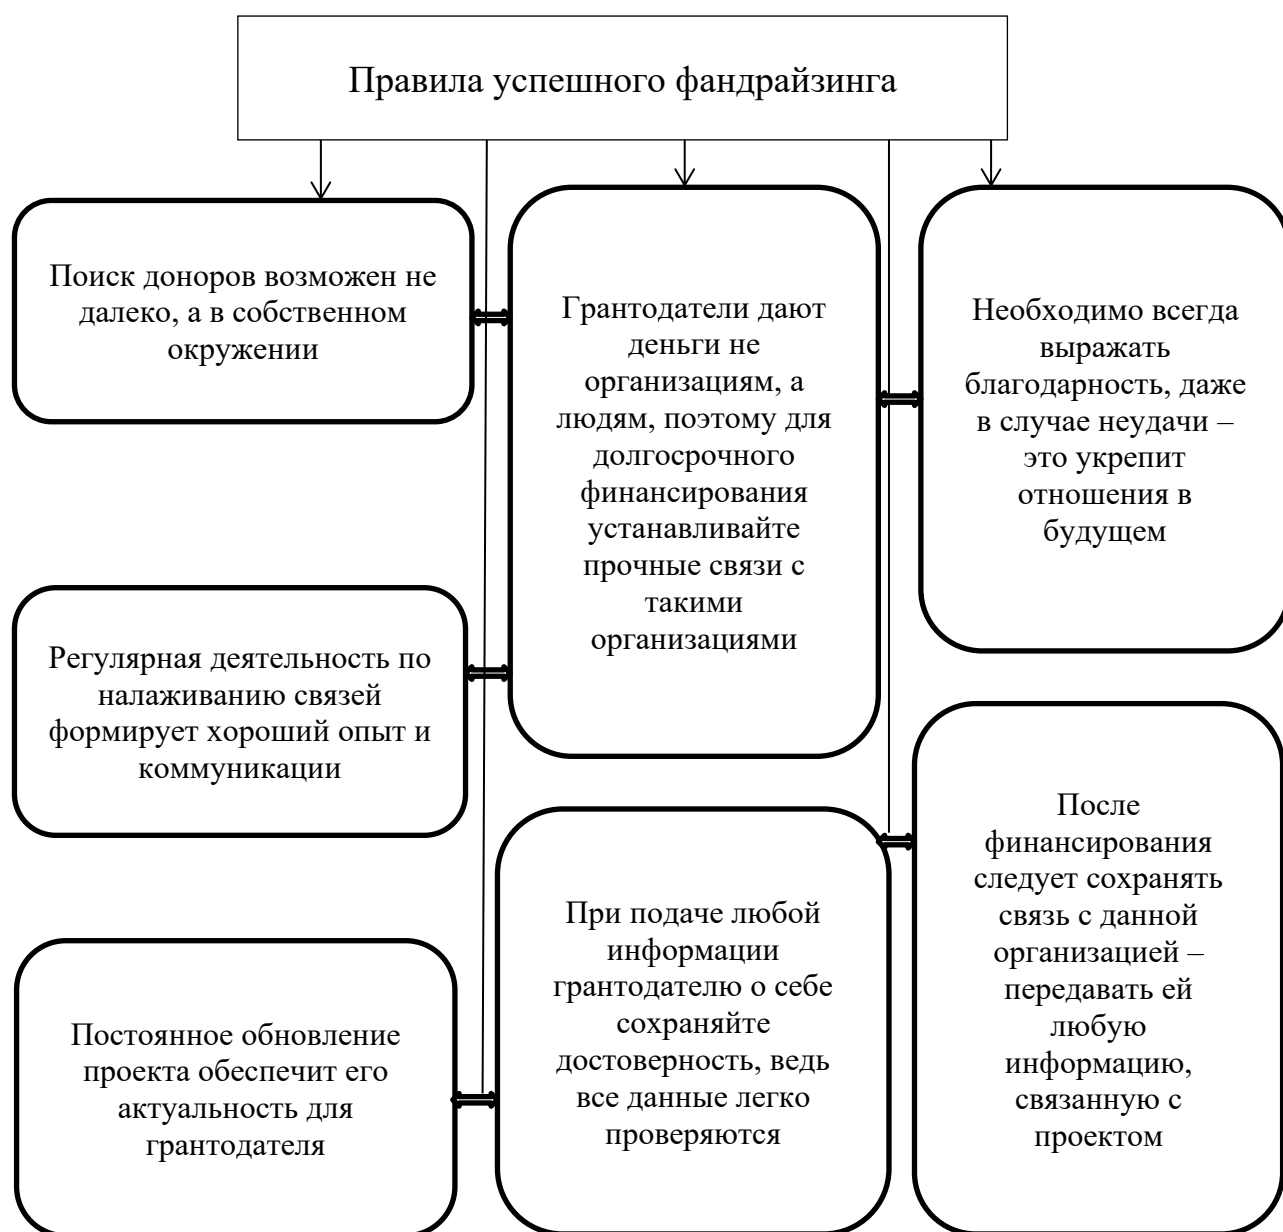 Правила успешного фандрайзинга
Поиск доноров возможен не
далеко, а в собственном
окружении
Грантодатели дают
деньги не
организациям, а
людям, поэтому для
долгосрочного
финансирования
устанавливайте
прочные связи с
такими
организациями
Необходимо всегда
выражать
благодарность, даже
в случае неудачи –
это укрепит
отношения в
будущем
Регулярная деятельность по
налаживанию связей
формирует хороший опыт и
коммуникации
После
финансирования
следует сохранять
связь с данной
организацией –
передавать ей
любую
информацию,
связанную с
проектом
При подаче любой
информации
грантодателю о себе
сохраняйте
достоверность, ведь
все данные легко
проверяются
Постоянное обновление
проекта обеспечит его
актуальность для
грантодателя